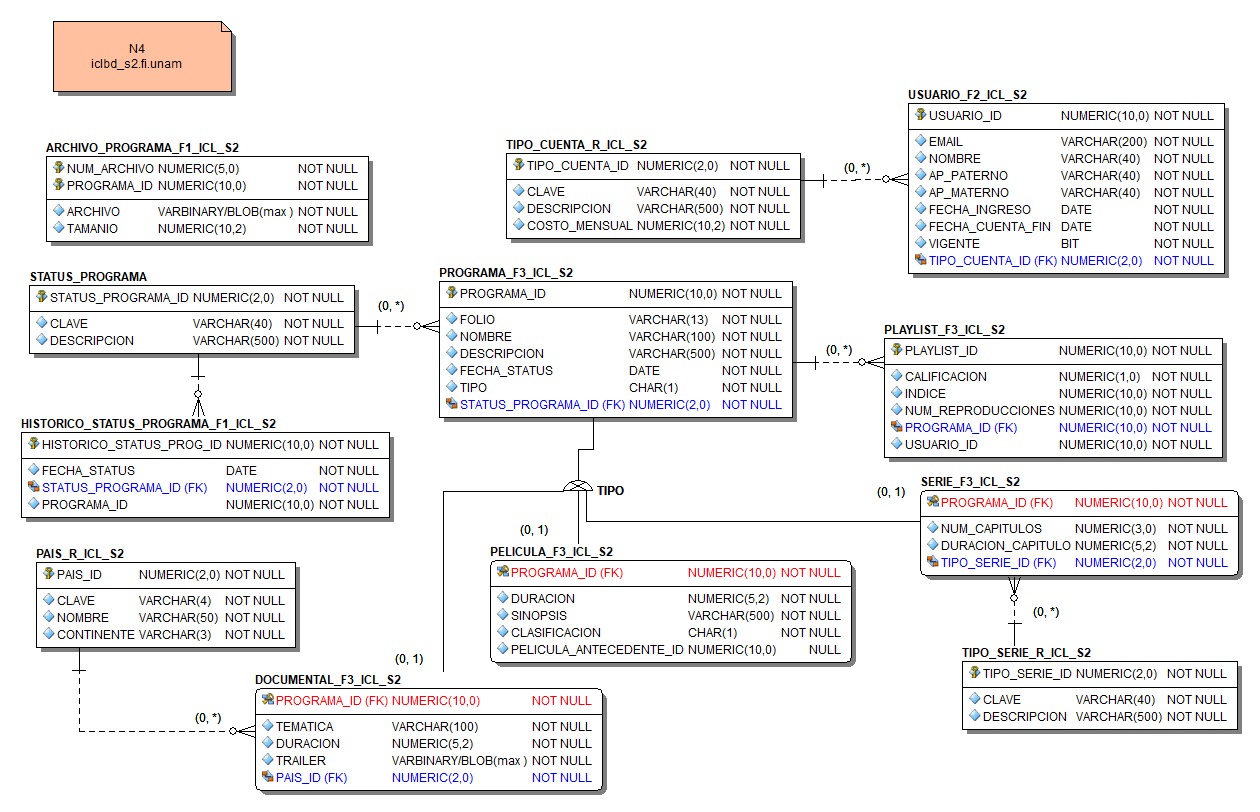 N4
iclbd_s2.fi.unam
ARCHIVO_PROGRAMA_F1_ICL_S2
NUM_ARCHIVO NUMERIC(5,0) NOT NULL
PROGRAMA_ID NUMERIC(10,0) NOT NULL
ARCHIVO VARBINARY/BLOB(max ) NOT NULL
TAMANIO NUMERIC(10,2) NOT NULL
TIPO_CUENTA_R_ICL_S2
TIPO_CUENTA_ID NUMERIC(2,0) NOT NULL
CLAVE VARCHAR(40) NOT NULL
DESCRIPCION VARCHAR(500) NOT NULL
COSTO_MENSUAL NUMERIC(10,2) NOT NULL
(0, *)
USUARIO_F2_ICL_S2
USUARIO_ID NUMERIC(10,0) NOT NULL
EMAIL VARCHAR(200) NOT NULL
NOMBRE VARCHAR(40) NOT NULL
AP_PATERNO VARCHAR(40) NOT NULL
AP_MATERNO VARCHAR(40) NOT NULL
FECHA_INGRESO DATE NOT NULL
FECHA_CUENTA_FIN DATE NOT NULL
VIGENTE BIT NOT NULL
TIPO_CUENTA_ID (FK) NUMERIC(2,0) NOT NULL
STATUS_PROGRAMA
STATUS_PROGRAMA_ID NUMERIC(2,0) NOT NULL
CLAVE VARCHAR(40) NOT NULL
DESCRIPCION VARCHAR(500) NOT NULL
(0, *)
PROGRAMA_F3_ICL_S2
PROGRAMA_ID NUMERIC(10,0) NOT NULL
FOLIO VARCHAR(13) NOT NULL
NOMBRE VARCHAR(100) NOT NULL
DESCRIPCION VARCHAR(500) NOT NULL
FECHA_STATUS DATE NOT NULL
TIPO CHAR(1) NOT NULL
STATUS_PROGRAMA_ID (FK) NUMERIC(2,0) NOT NULL
(0, *)
PLAYLIST_F3_ICL_S2
PLAYLIST_ID NUMERIC(10,0) NOT NULL
CALIFICACION NUMERIC(1,0) NOT NULL
INDICE NUMERIC(10,0) NOT NULL
NUM_REPRODUCCIONES NUMERIC(10,0) NOT NULL
PROGRAMA_ID (FK) NUMERIC(10,0) NOT NULL
USUARIO_ID NUMERIC(10,0) NOT NULL
HISTORICO_STATUS_PROGRAMA_F1_ICL_S2
HISTORICO_STATUS_PROG_ID NUMERIC(10,0) NOT NULL
FECHA_STATUS DATE NOT NULL
STATUS_PROGRAMA_ID (FK) NUMERIC(2,0) NOT NULL
PROGRAMA_ID NUMERIC(10,0) NOT NULL
TIPO
(0, 1)
(0, 1)
SERIE_F3_ICL_S2
PROGRAMA_ID (FK) NUMERIC(10,0) NOT NULL
NUM_CAPITULOS NUMERIC(3,0) NOT NULL
DURACION_CAPITULO NUMERIC(5,2) NOT NULL
TIPO_SERIE_ID (FK) NUMERIC(2,0) NOT NULL
PAIS_R_ICL_S2
PAIS_ID NUMERIC(2,0) NOT NULL
CLAVE VARCHAR(4) NOT NULL
NOMBRE VARCHAR(50) NOT NULL
CONTINENTE VARCHAR(3) NOT NULL
PELICULA_F3_ICL_S2
PROGRAMA_ID (FK) NUMERIC(10,0) NOT NULL
DURACION NUMERIC(5,2) NOT NULL
SINOPSIS VARCHAR(500) NOT NULL
CLASIFICACION CHAR(1) NOT NULL
PELICULA_ANTECEDENTE_ID NUMERIC(10,0) NULL
(0, *)
TIPO_SERIE_R_ICL_S2
TIPO_SERIE_ID NUMERIC(2,0) NOT NULL
CLAVE VARCHAR(40) NOT NULL
DESCRIPCION VARCHAR(500) NOT NULL
(0, 1)
(0, *)
DOCUMENTAL_F3_ICL_S2
PROGRAMA_ID (FK) NUMERIC(10,0) NOT NULL
TEMATICA VARCHAR(100) NOT NULL
DURACION NUMERIC(5,2) NOT NULL
TRAILER VARBINARY/BLOB(max ) NOT NULL
PAIS_ID (FK) NUMERIC(2,0) NOT NULL